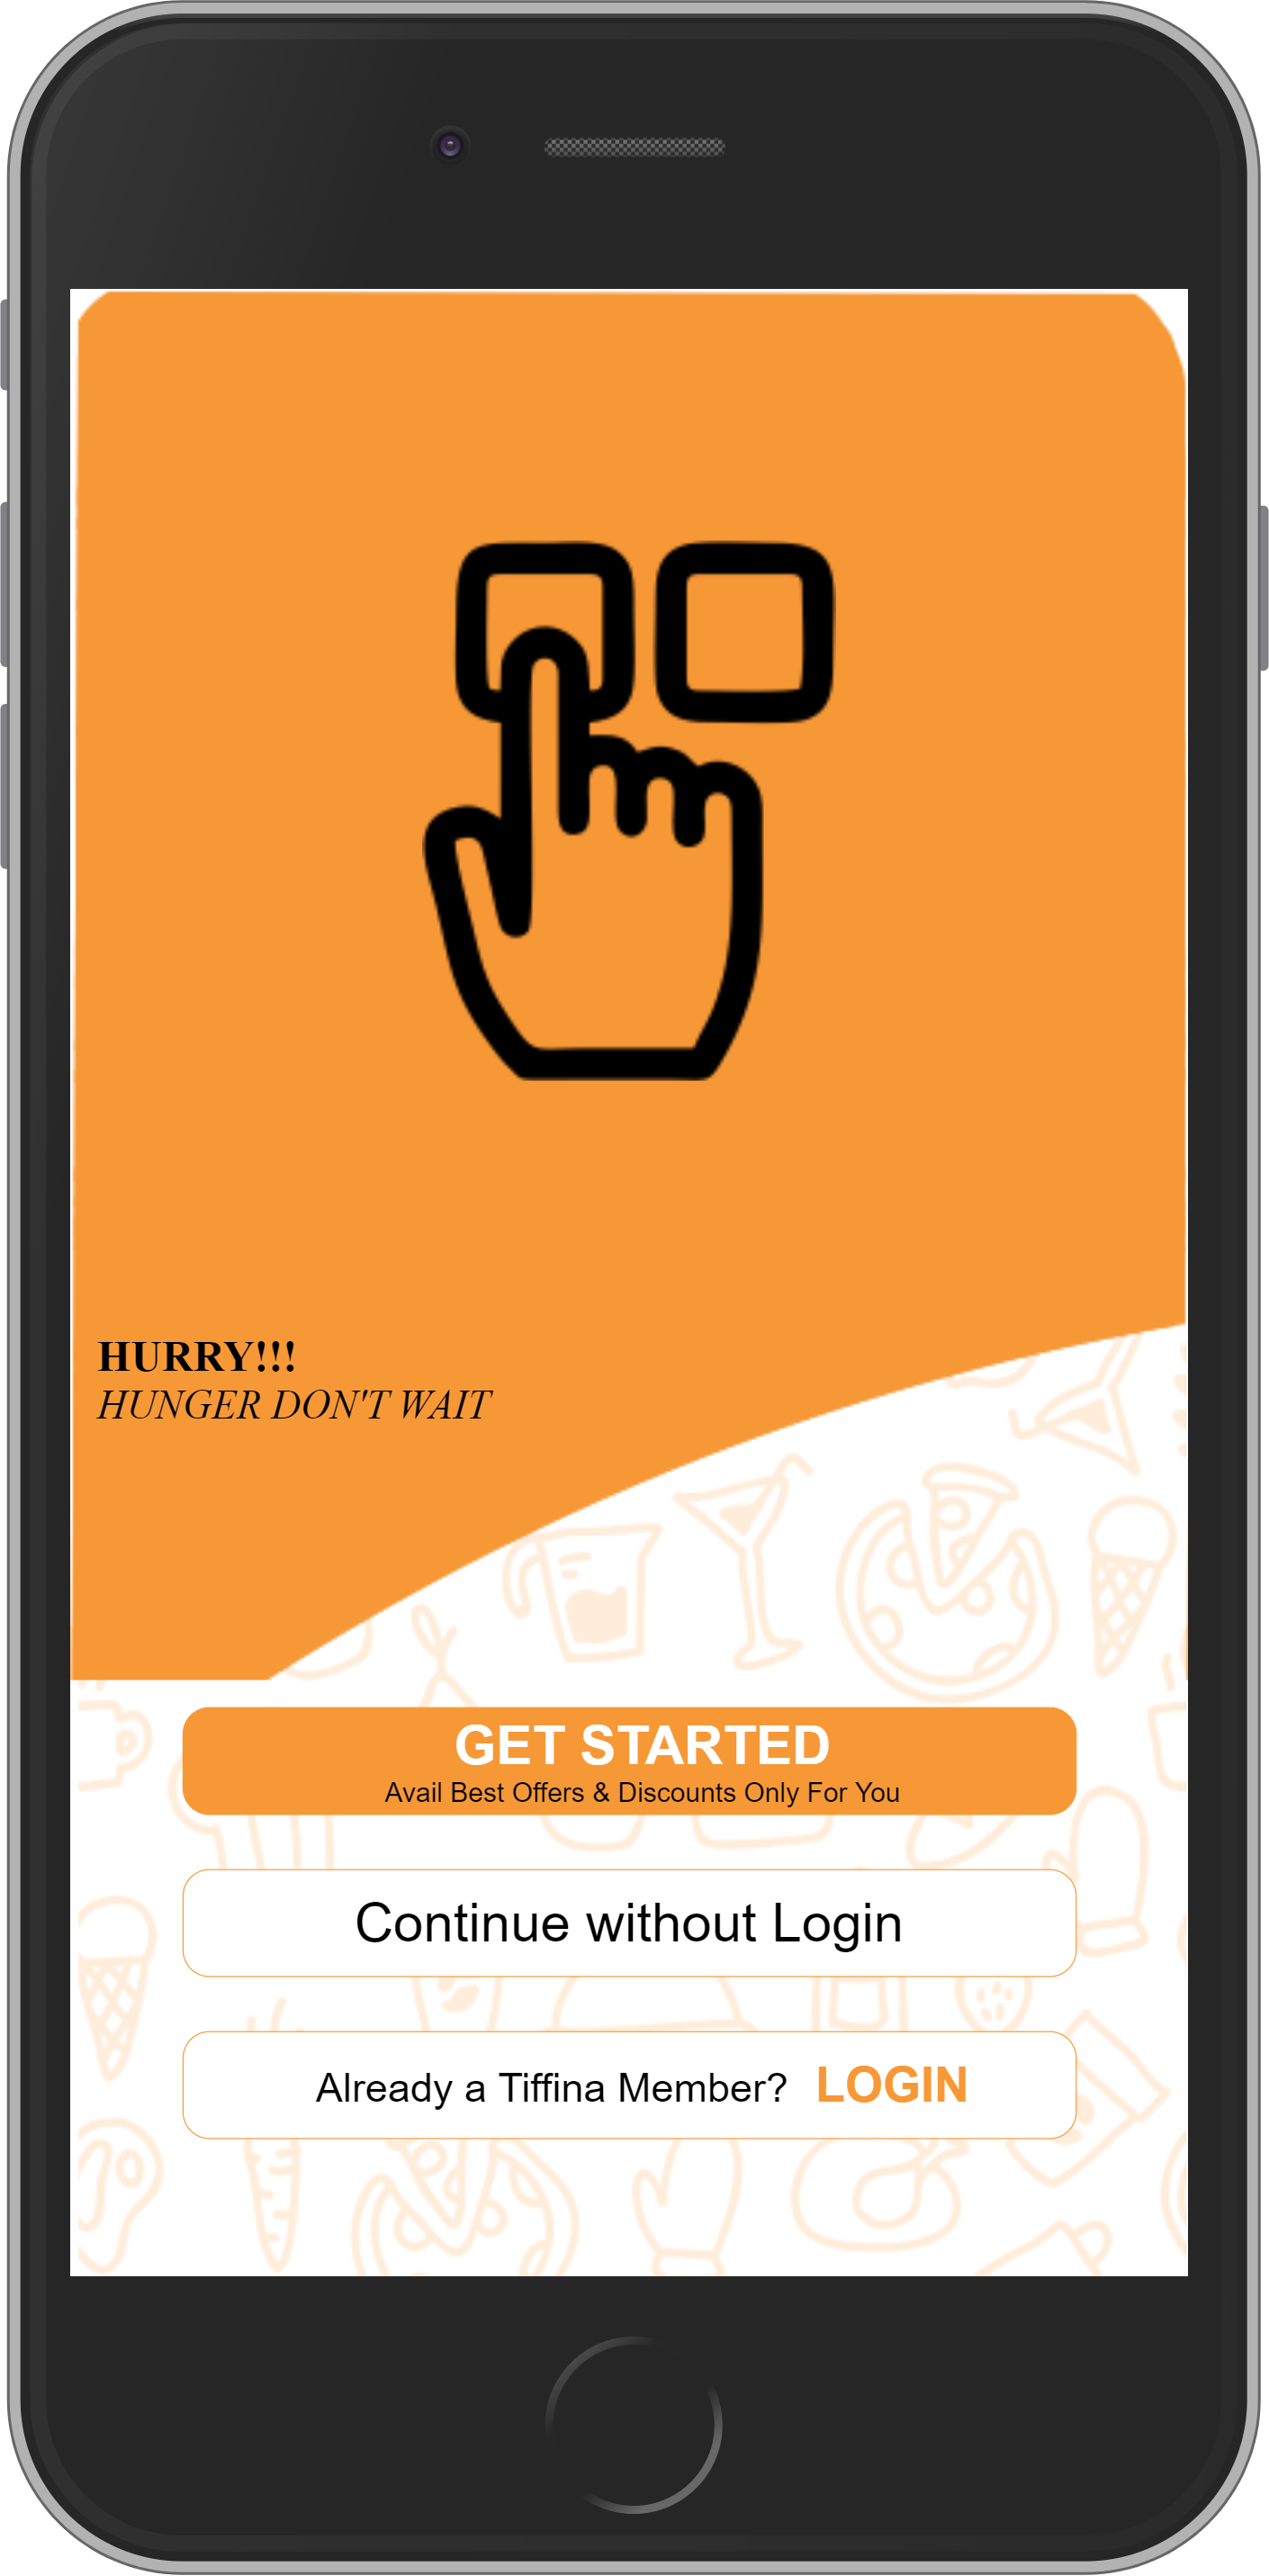 HURRY!!!
HUNGER DON'T WAIT
GET STARTED
Avail Best Offers & Discounts Only For You
Continue without Login
Already a Tiffina Member? LOGIN